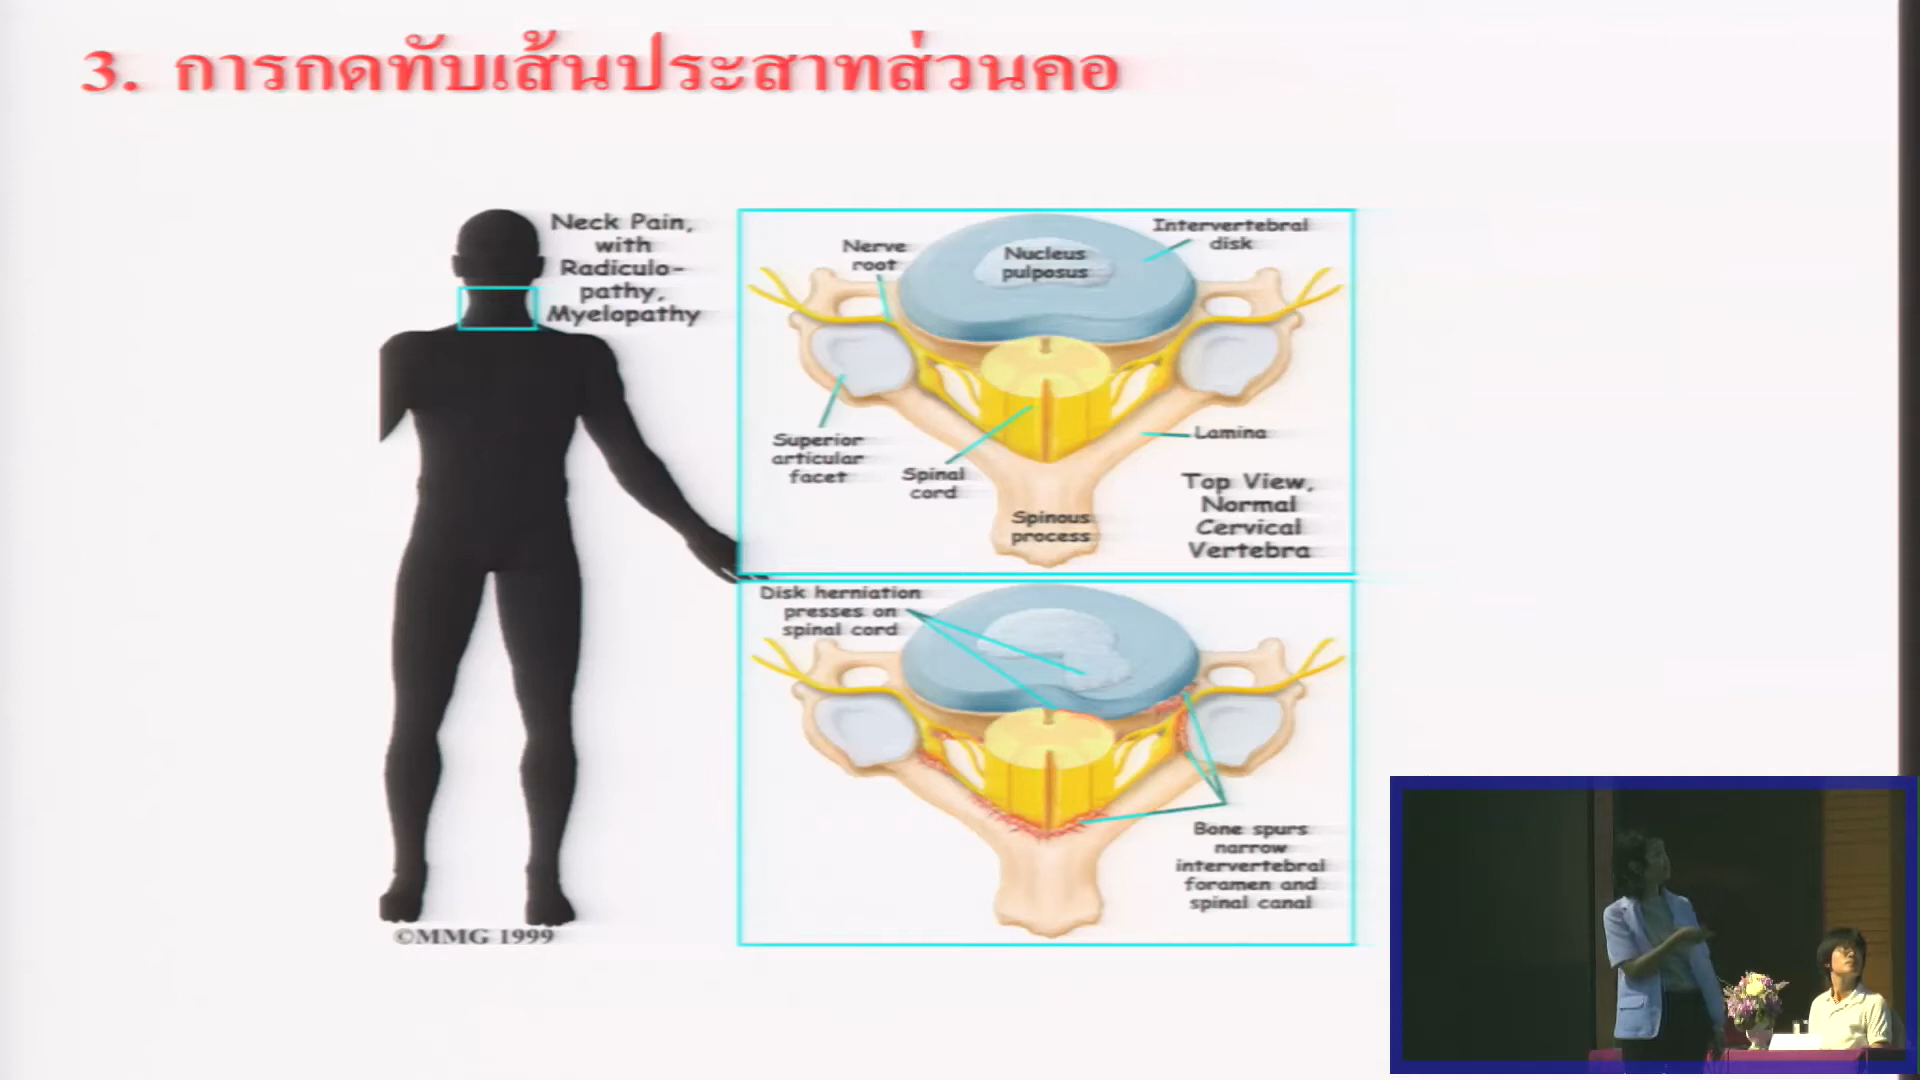 3. การกดทับเส้นประสาทส่วนคอ
Neck Pain,
with
Radiculo-
pathy,
Myelopathy
Nerve
root
Nucleus
pulposus
Intervertebral
disk
Superior
articular
facet
Spinal
cord
Lamina
Spinous
process
Top View,
Normal
Cervical
Vertebra
Disk herniation
presses on
spinal cord
Bone spurs
narrow
intervertebral
foramen and
spinal canal
©MMG 1999